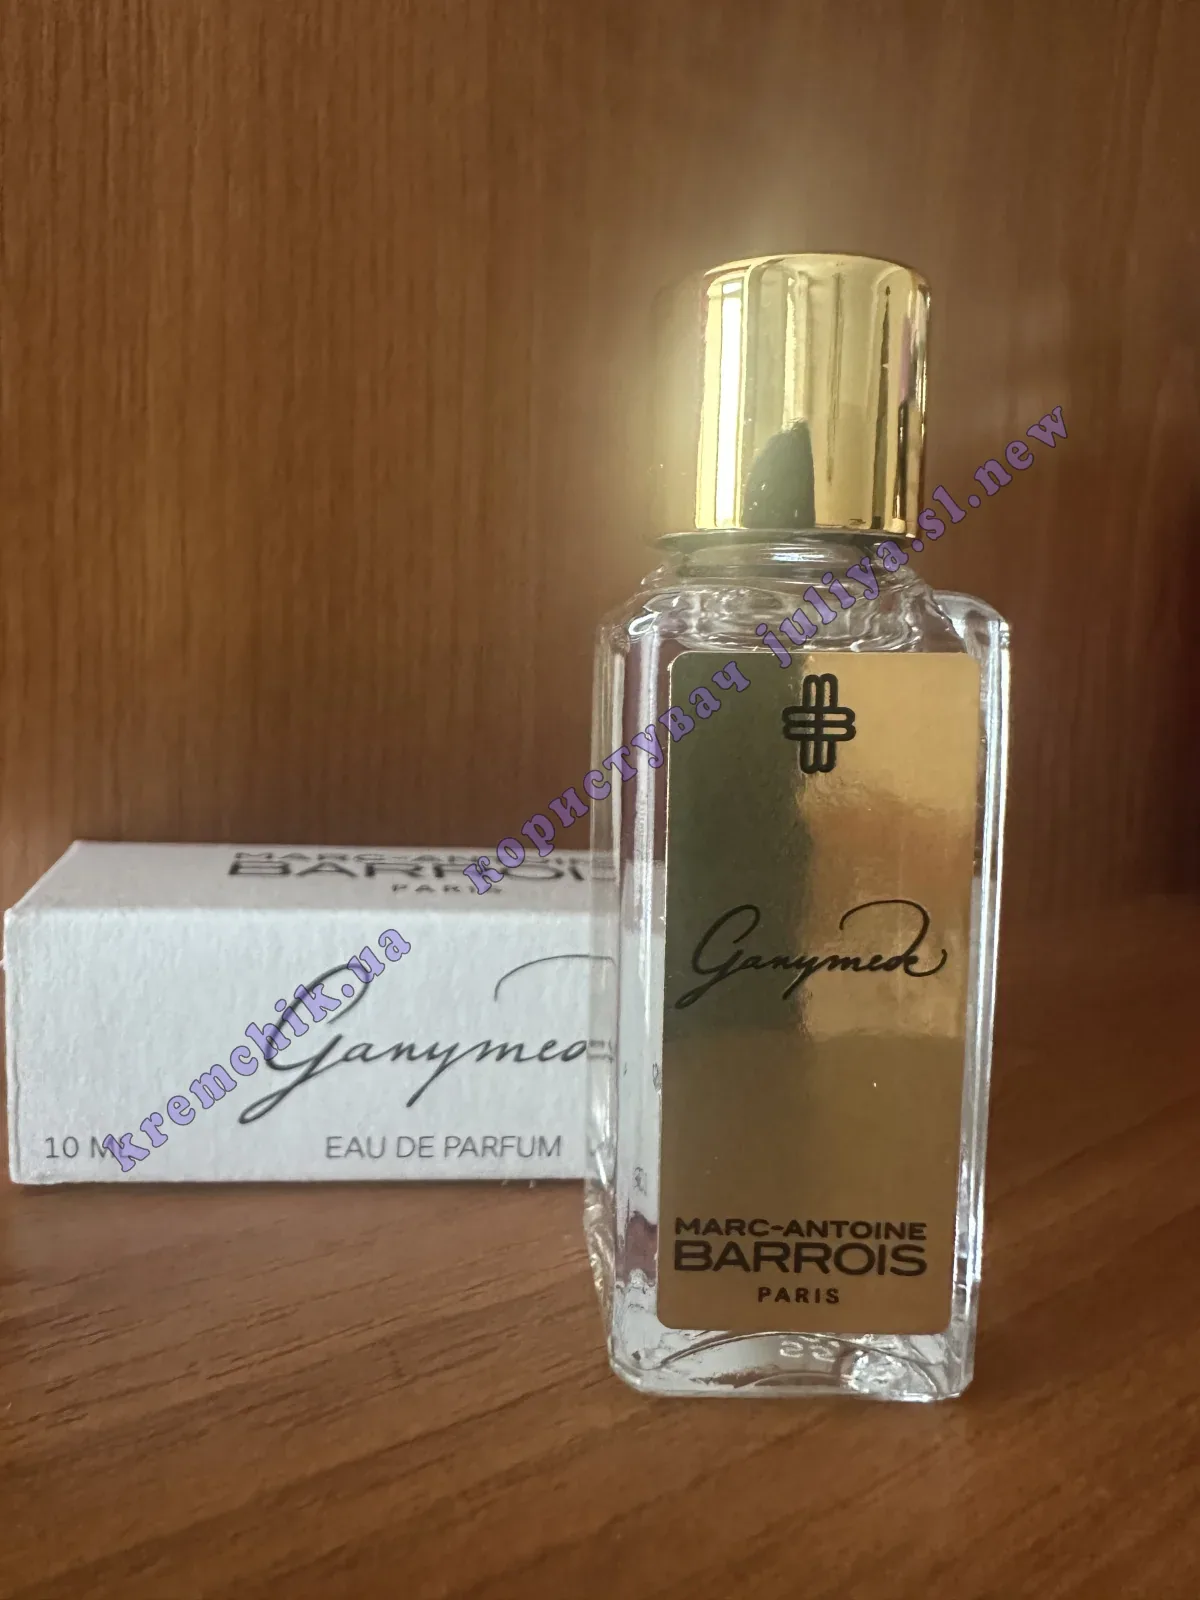 MARC-ANTOINE
BARROIS
PARIS
Ganymede
10 ML
EAU DE PARFUM
Ganymede
MARC-ANTOINE
BARROIS
PARIS
kremchik.ua користувач juliya.sl.new